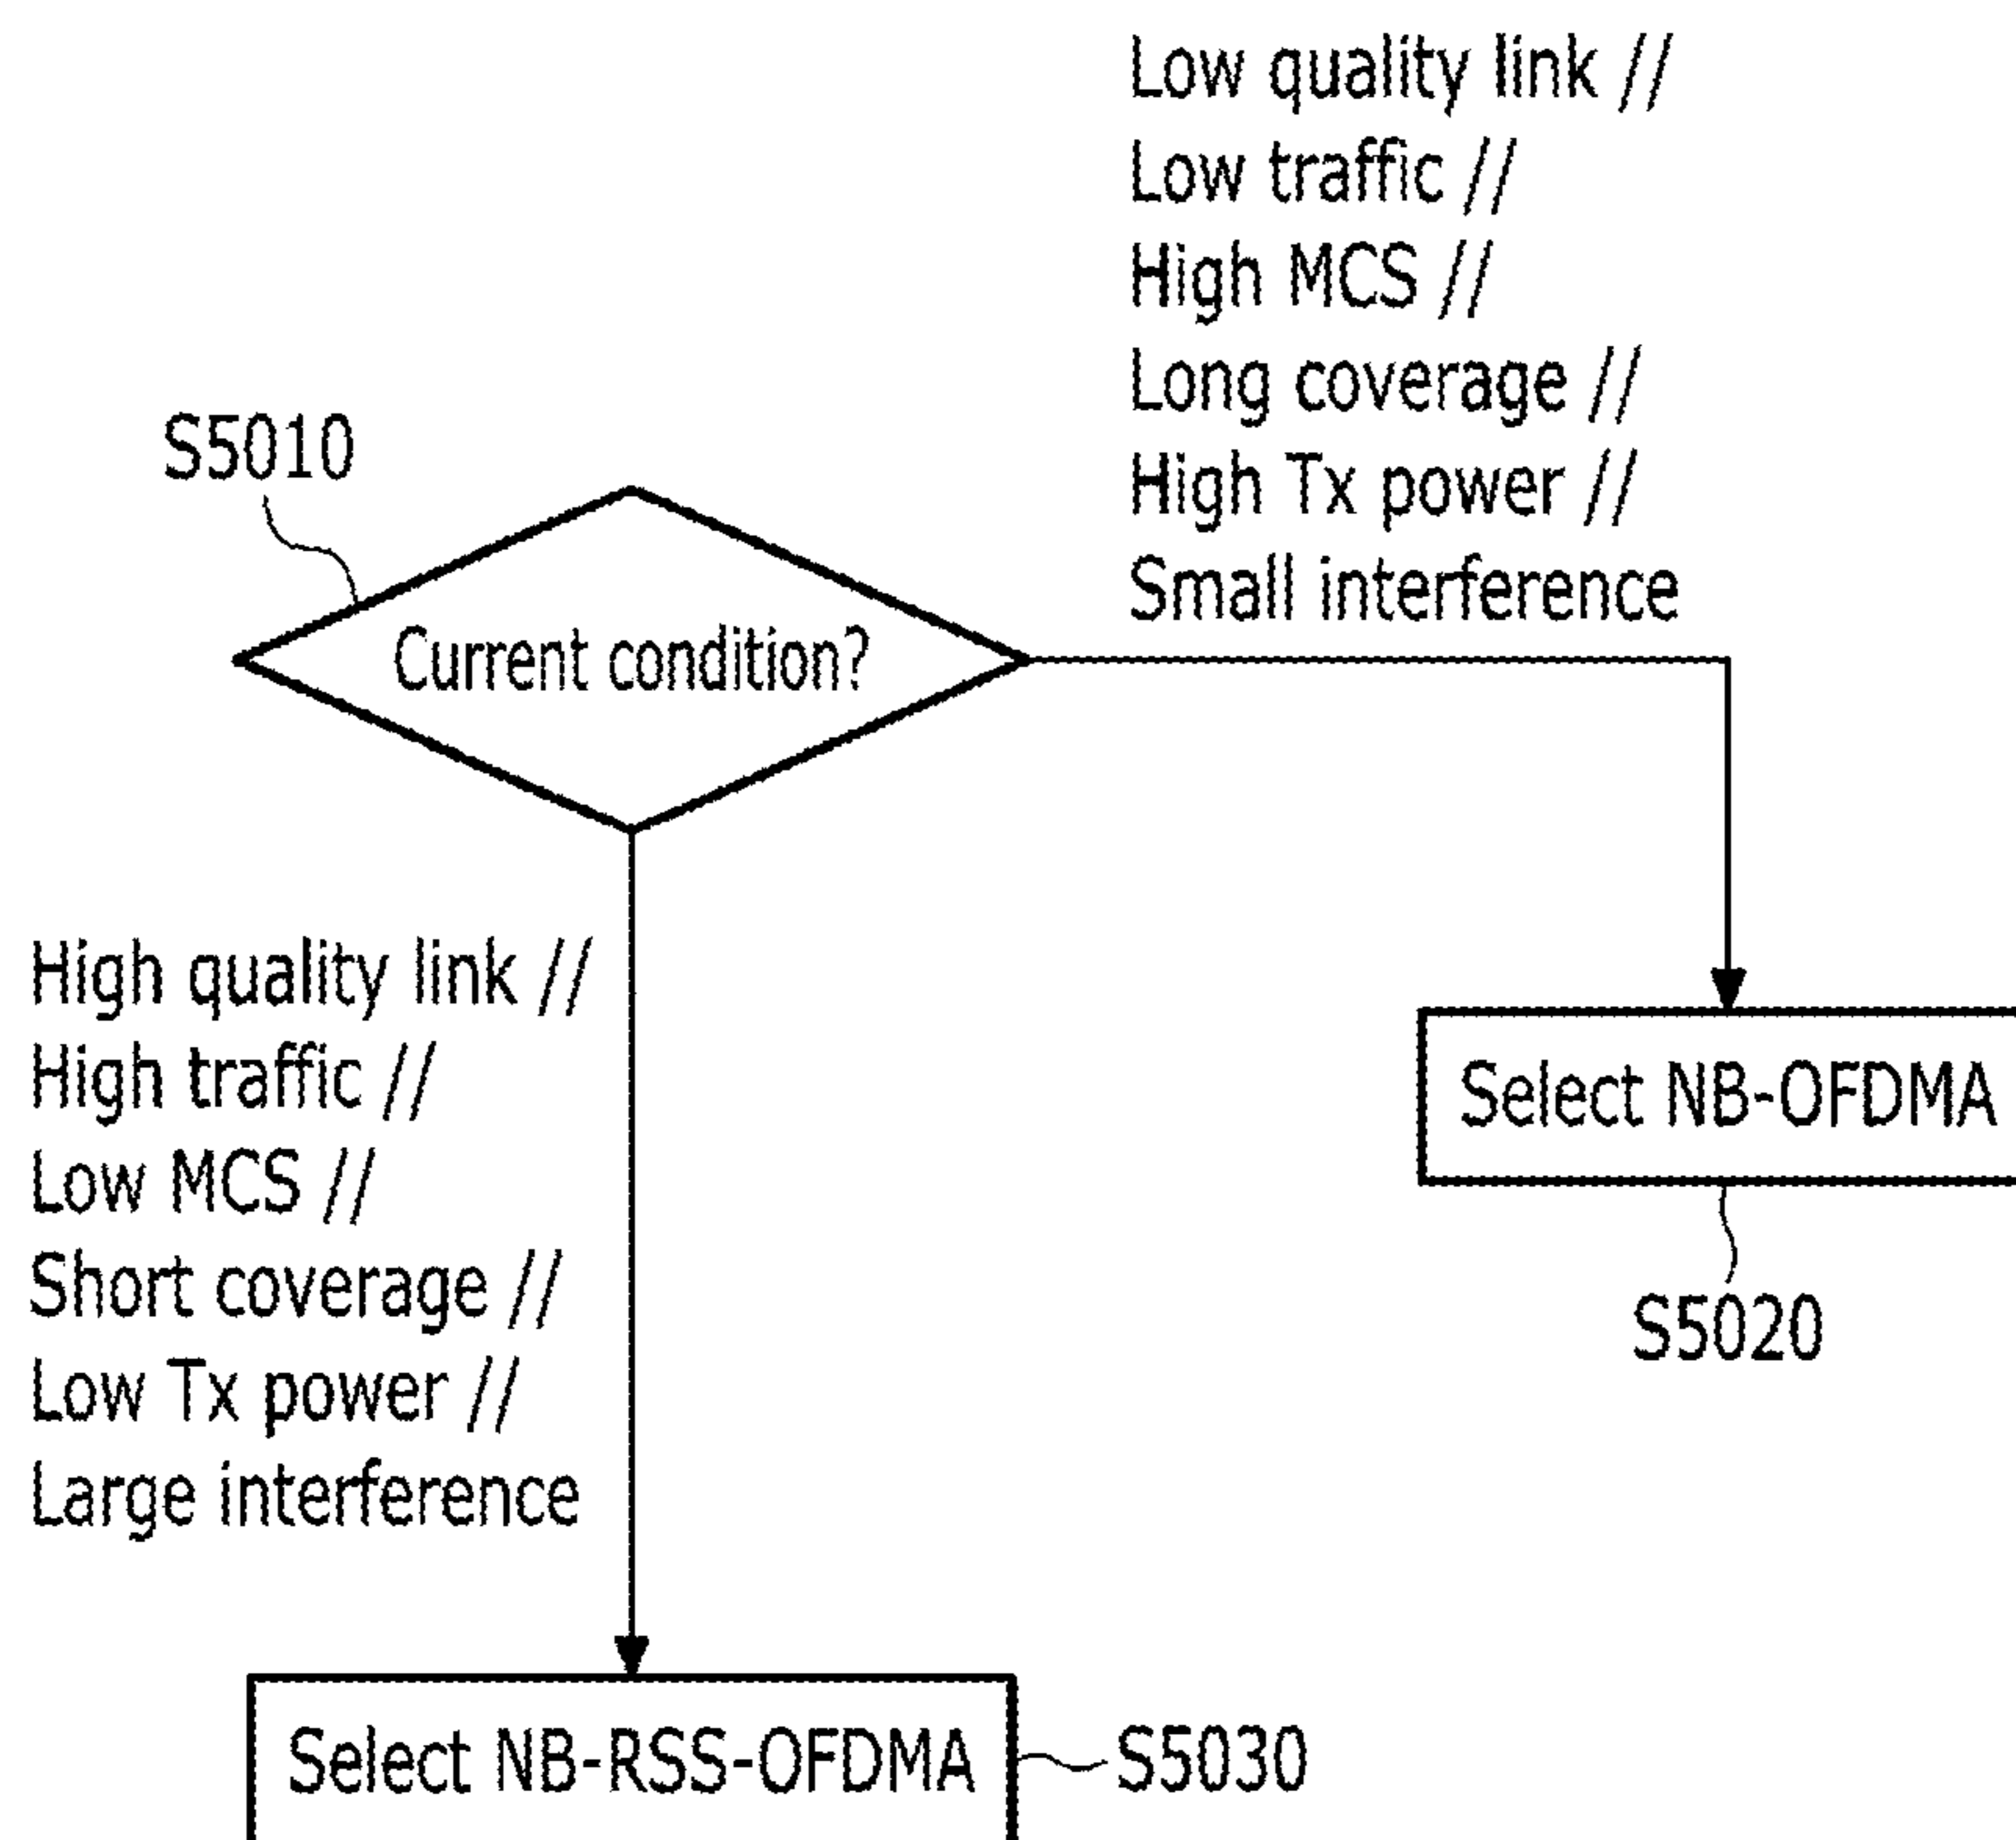 Low quality link //
Low traffic //
High MCS //
Long coverage //
High Tx power //
Small interference
S5010
Current condition?
High quality link //
High traffic //
Low MCS //
Short coverage //
Low Tx power //
Large interference
Select NB-OFDMA
S5020
Select NB-RSS-OFDMA
S5030